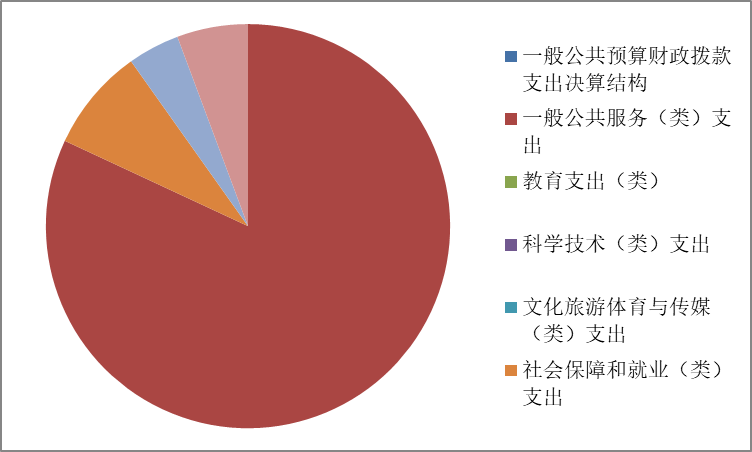 一般公共预算财政拨款
支出决算结构
一般公共服务（类）支
出
教育支出（类）
科学技术（类）支出
文化旅游体育与传媒
（类）支出
社会保障和就业（类）
支出